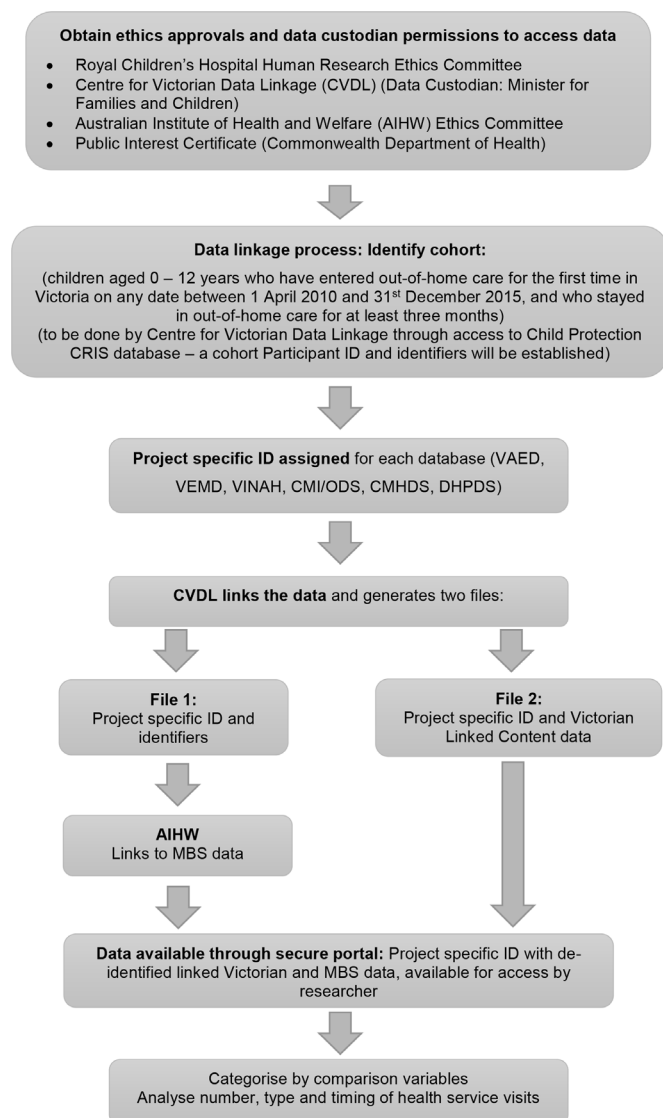 Obtain ethics approvals and data custodian permissions to access data
• Royal Children's Hospital Human Research Ethics Committee
• Centre for Victorian Data Linkage (CVDL) (Data Custodian: Minister for
Families and Children)
• Australian Institute of Health and Welfare (AIHW) Ethics Committee
• Public Interest Certificate (Commonwealth Department of Health)
Data linkage process: Identify cohort:
(children aged 0 – 12 years who have entered out-of-home care for the first time in
Victoria on any date between 1 April 2010 and 31st December 2015, and who stayed
in out-of-home care for at least three months)
(to be done by Centre for Victorian Data Linkage through access to Child Protection
CRIS database – a cohort Participant ID and identifiers will be established)
Project specific ID assigned for each database (VAED,
VEMD, VINAH, CMI/ODS, CMHDS, DHPDS)
CVDL links the data and generates two files:
File 1:
Project specific ID and
identifiers
File 2:
Project specific ID and Victorian
Linked Content data
AIHW
Links to MBS data
Data available through secure portal: Project specific ID with de-
identified linked Victorian and MBS data, available for access by
researcher
Categorise by comparison variables
Analyse number, type and timing of health service visits